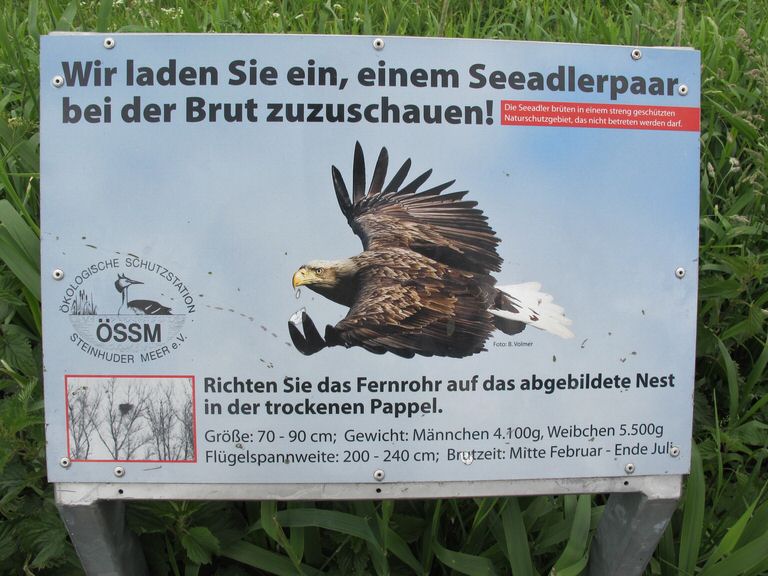 Wir laden Sie ein, einem Seeadlerpaar
bei der Brut zuzuschauen!
Die Seeadler brüten in einem streng geschützten
Naturschutzgebiet, das nicht betreten werden darf.
ÖKOLOGISCHE SCHUTZSTATION
ÖSSM
STEINHUDER MEER e.V.
Foto: B. Volmer
Richten Sie das Fernrohr auf das abgebildete Nest
in der trockenen Pappel.
Größe: 70 - 90 cm; Gewicht: Männchen 4.100g, Weibchen 5.500g
Flügelspannweite: 200 - 240 cm; Brutzeit: Mitte Februar - Ende Juli